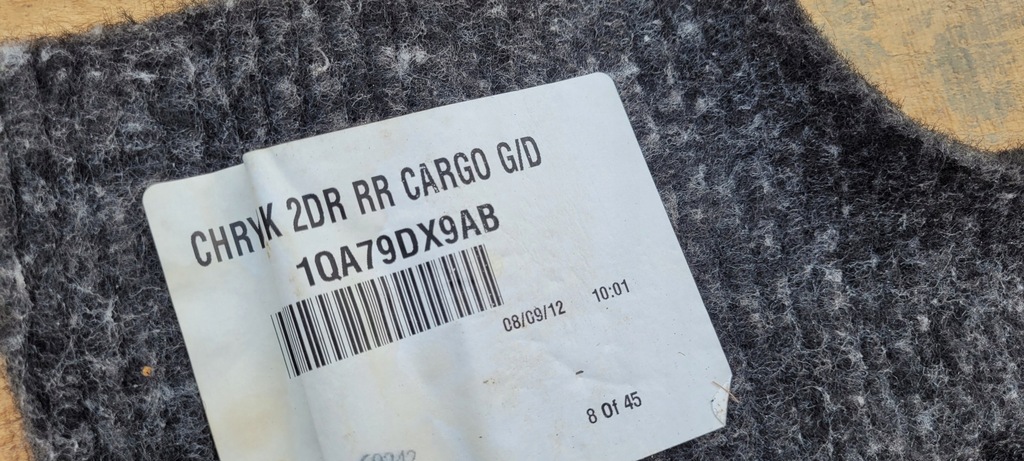 CHRYK 2DR RR CARGO G/D
1QA79DX9AB
08/09/12 10:01
8 Of 45